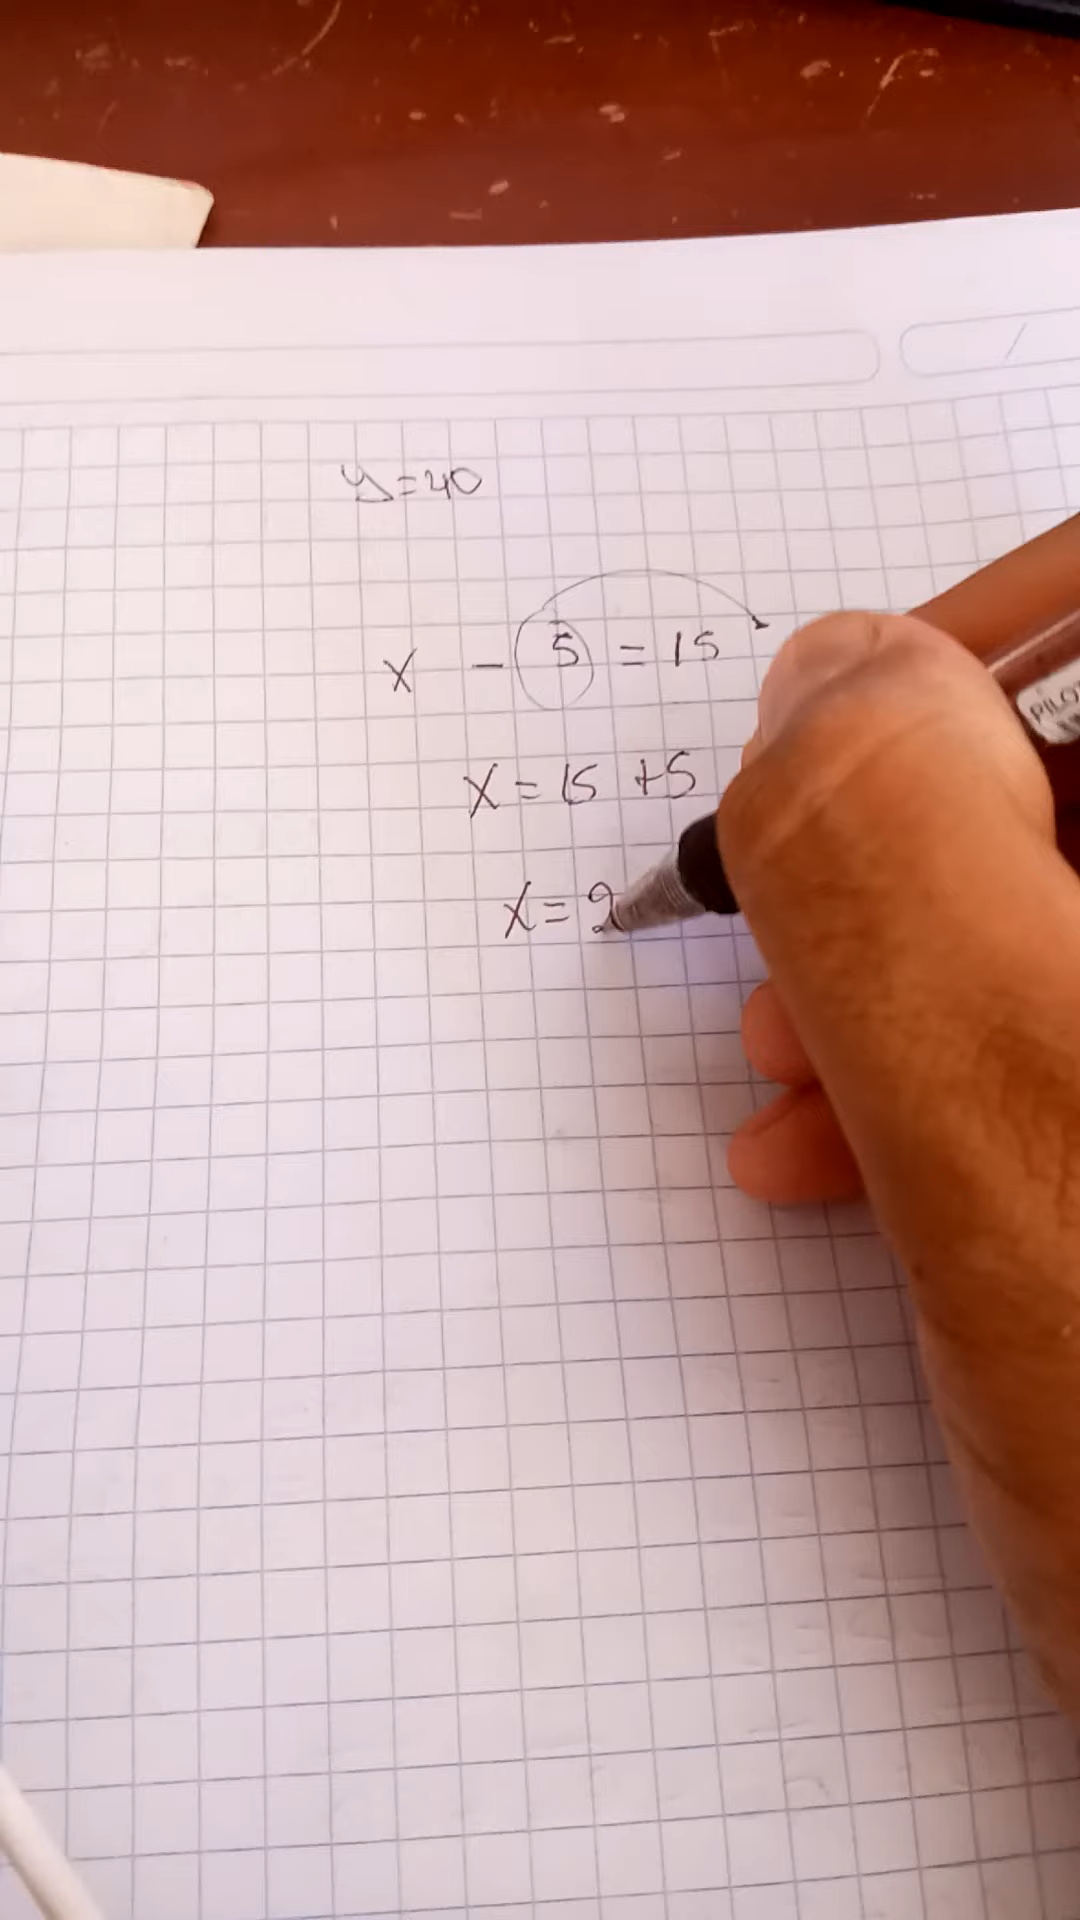 y=40
x - 5 = 15
x = 15 +5
x = 2
PILOT